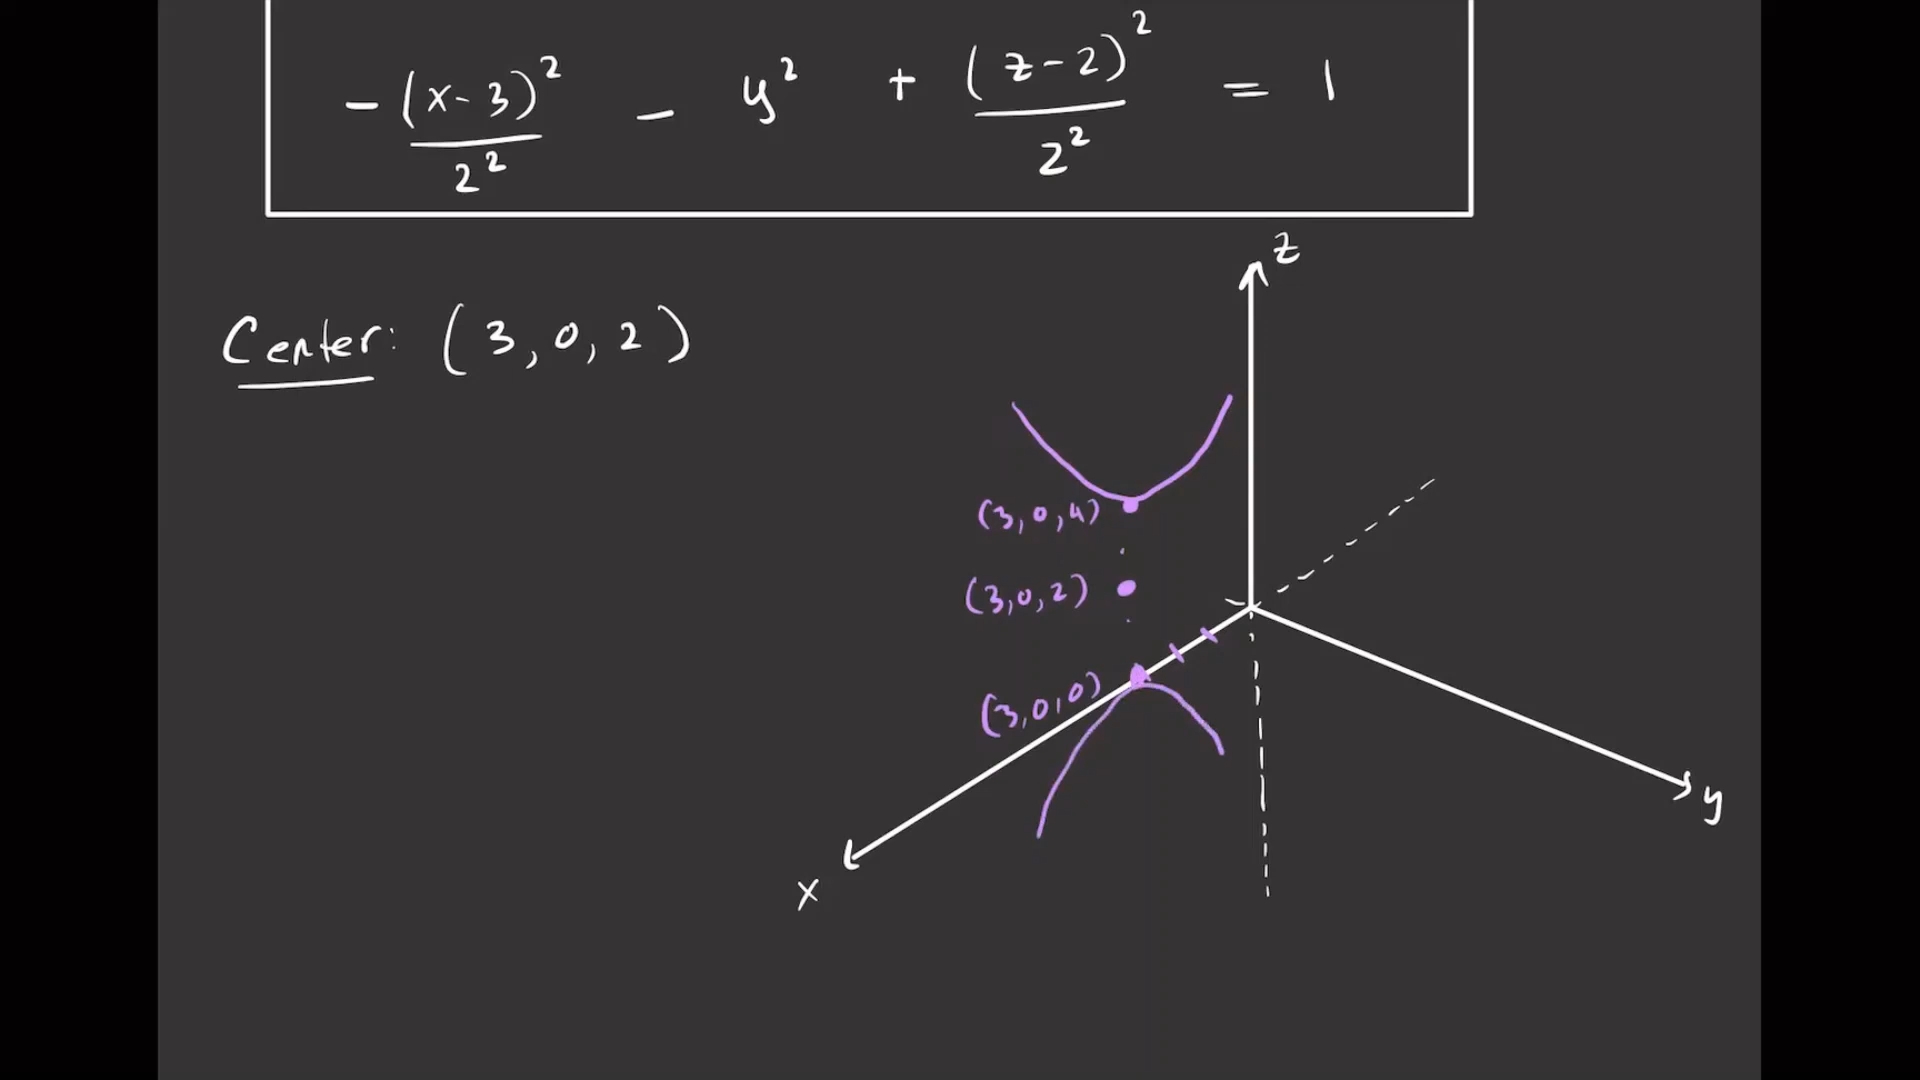 -(x-3)²/2² - y² + (z-2)²/2² = 1
Center: (3,0,2)
z
(3,0,4)
(3,0,2)
(3,0,0)
y
x